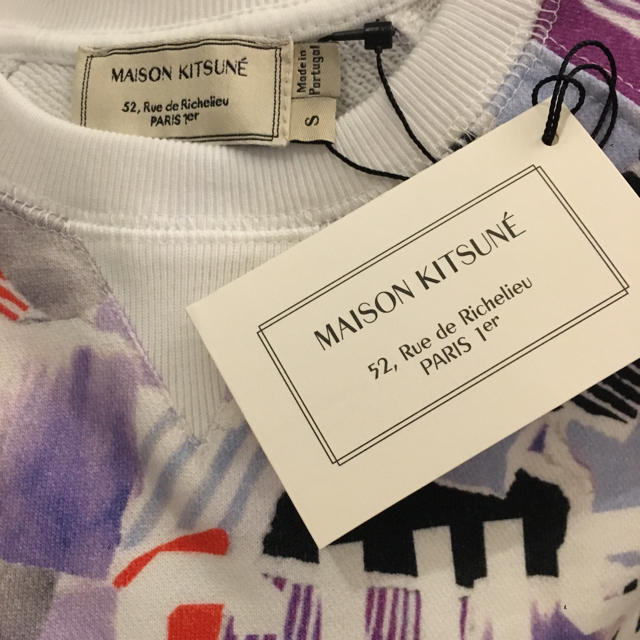 MAISON KITSUNÉ
52, Rue de Richelieu
PARIS 1er
Made in
Portugal
S
MAISON KITSUNÉ
52, Rue de Richelieu
PARIS 1er